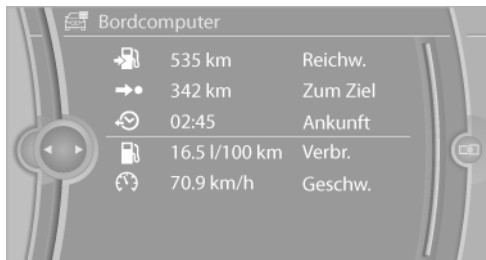 Bordcomputer
535 km Reichw.
342 km Zum Ziel
02:45 Ankunft
16.5 l/100 km Verbr.
70.9 km/h Geschw.